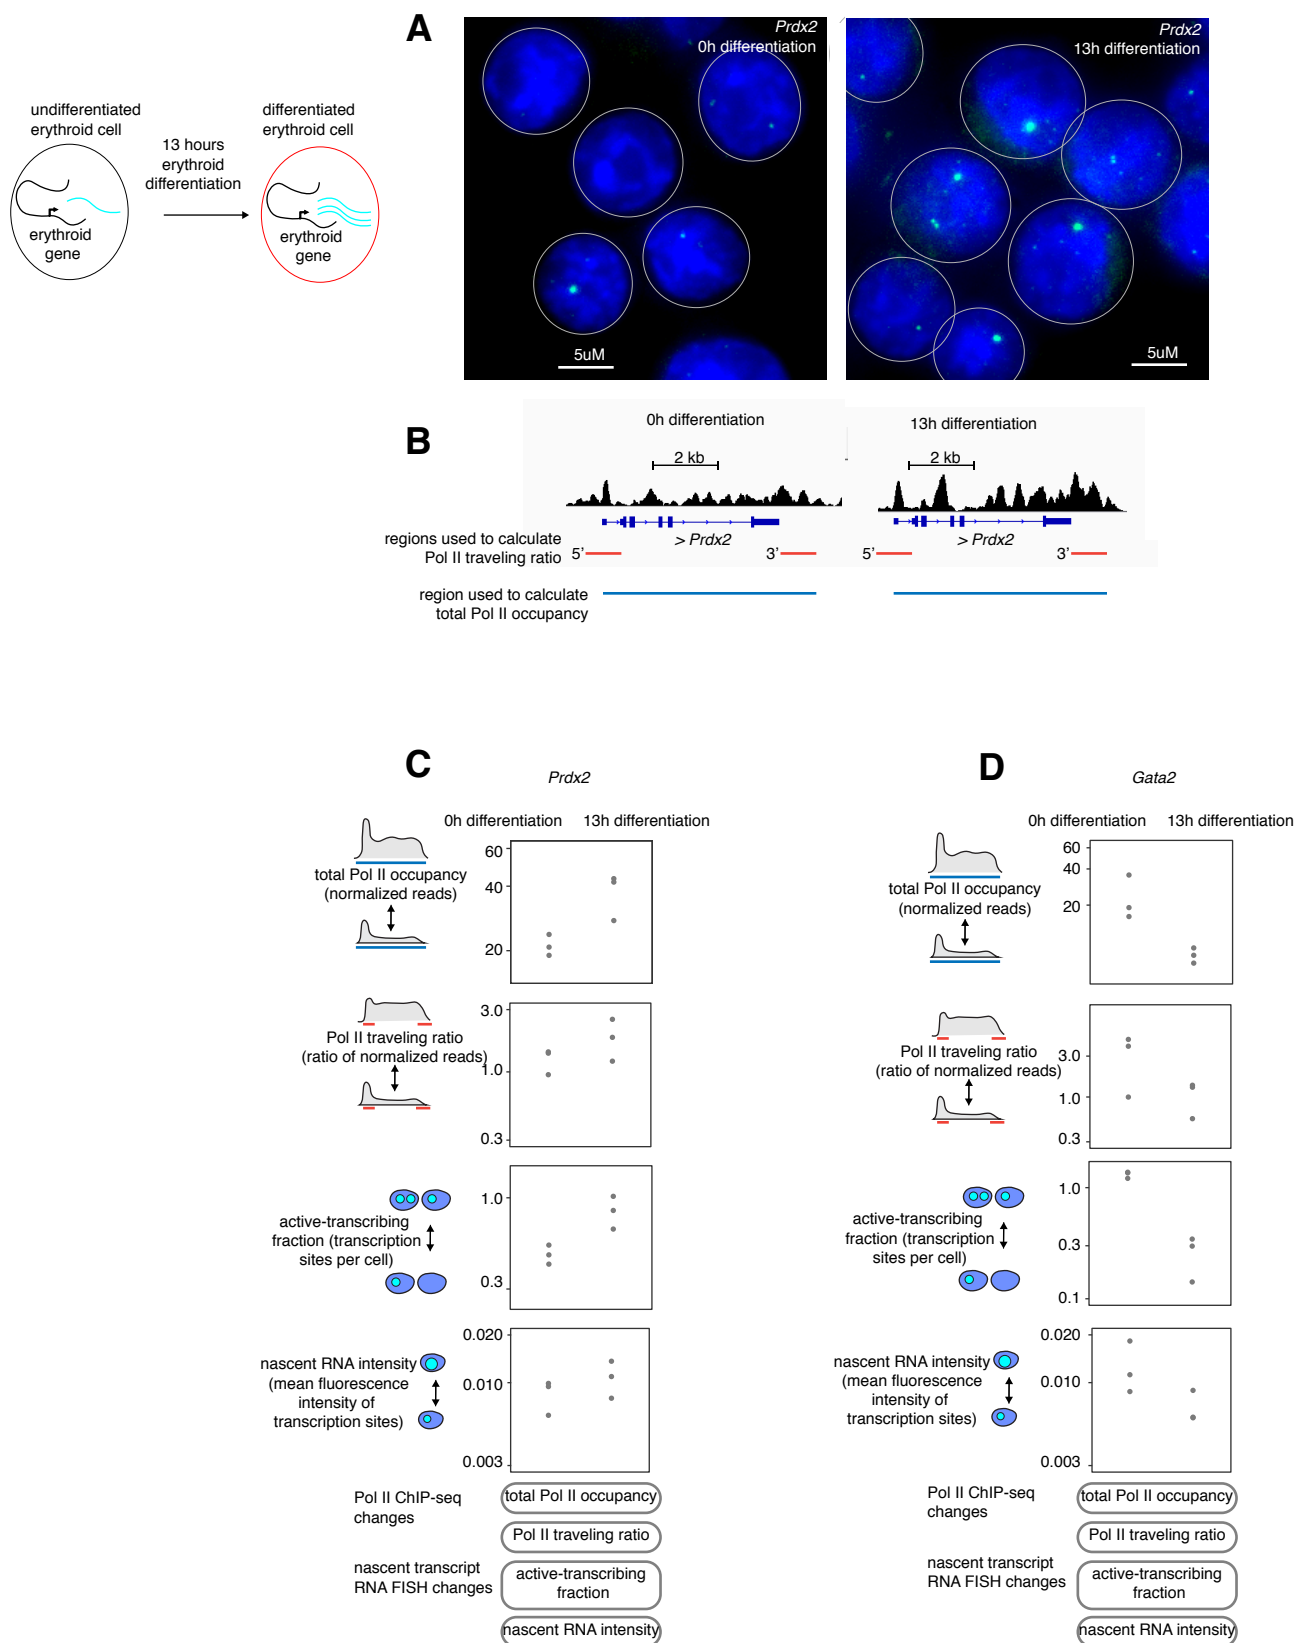 A
undifferentiated
erythroid cell
13 hours
erythroid
differentiation
differentiated
erythroid cell
erythroid
gene
erythroid
gene
Prdx2
0h differentiation
5uM
Prdx2
13h differentiation
5uM
B
0h differentiation
13h differentiation
2 kb
2 kb
> Prdx2
> Prdx2
regions used to calculate
Pol II traveling ratio
5’
3’
5’
3’
region used to calculate
total Pol II occupancy
C
Prdx2
0h differentiation
13h differentiation
total Pol II occupancy
(normalized reads)
60
40
20
Pol II traveling ratio
(ratio of normalized reads)
3.0
1.0
0.3
active-transcribing
fraction (transcription
sites per cell)
1.0
0.3
nascent RNA intensity
(mean fluorescence
intensity of
transcription sites)
0.020
0.010
0.003
Pol II ChIP-seq
changes
total Pol II occupancy
Pol II traveling ratio
nascent transcript
RNA FISH changes
active-transcribing
fraction
nascent RNA intensity
D
Gata2
0h differentiation
13h differentiation
total Pol II occupancy
(normalized reads)
60
40
20
Pol II traveling ratio
(ratio of normalized reads)
3.0
1.0
0.3
active-transcribing
fraction (transcription
sites per cell)
1.0
0.3
0.1
nascent RNA intensity
(mean fluorescence
intensity of
transcription sites)
0.020
0.010
0.003
Pol II ChIP-seq
changes
total Pol II occupancy
Pol II traveling ratio
nascent transcript
RNA FISH changes
active-transcribing
fraction
nascent RNA intensity